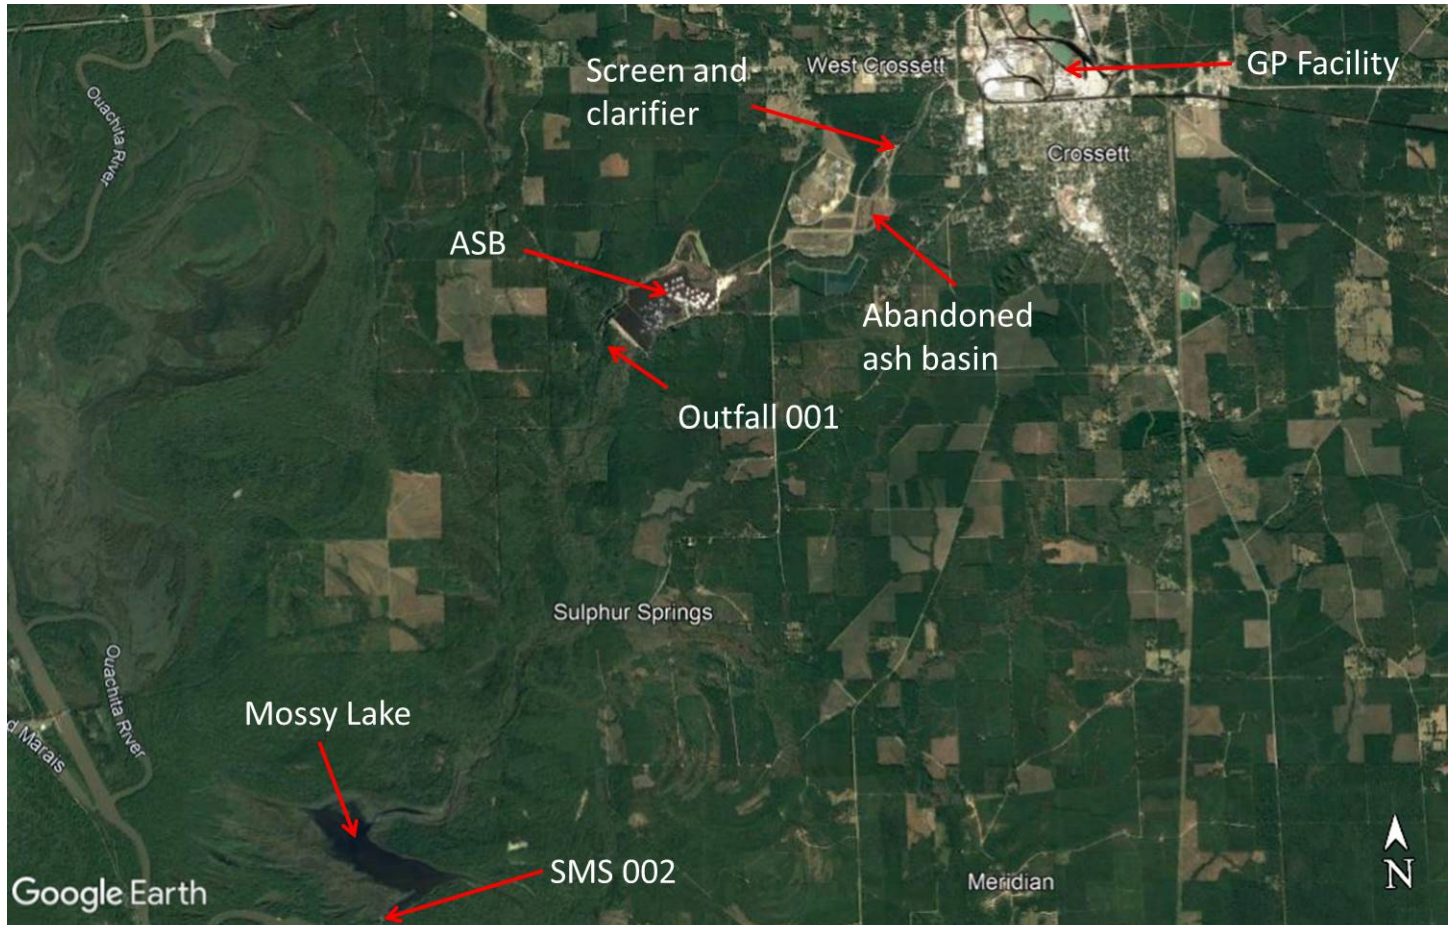 Screen and
clarifier
West Crossett
GP Facility
Ouachita River
Crossett
ASB
Abandoned
ash basin
Outfall 001
Sulphur Springs
Ouachita River
Mossy Lake
d Marais
SMS 002
Meridian
N
Google Earth